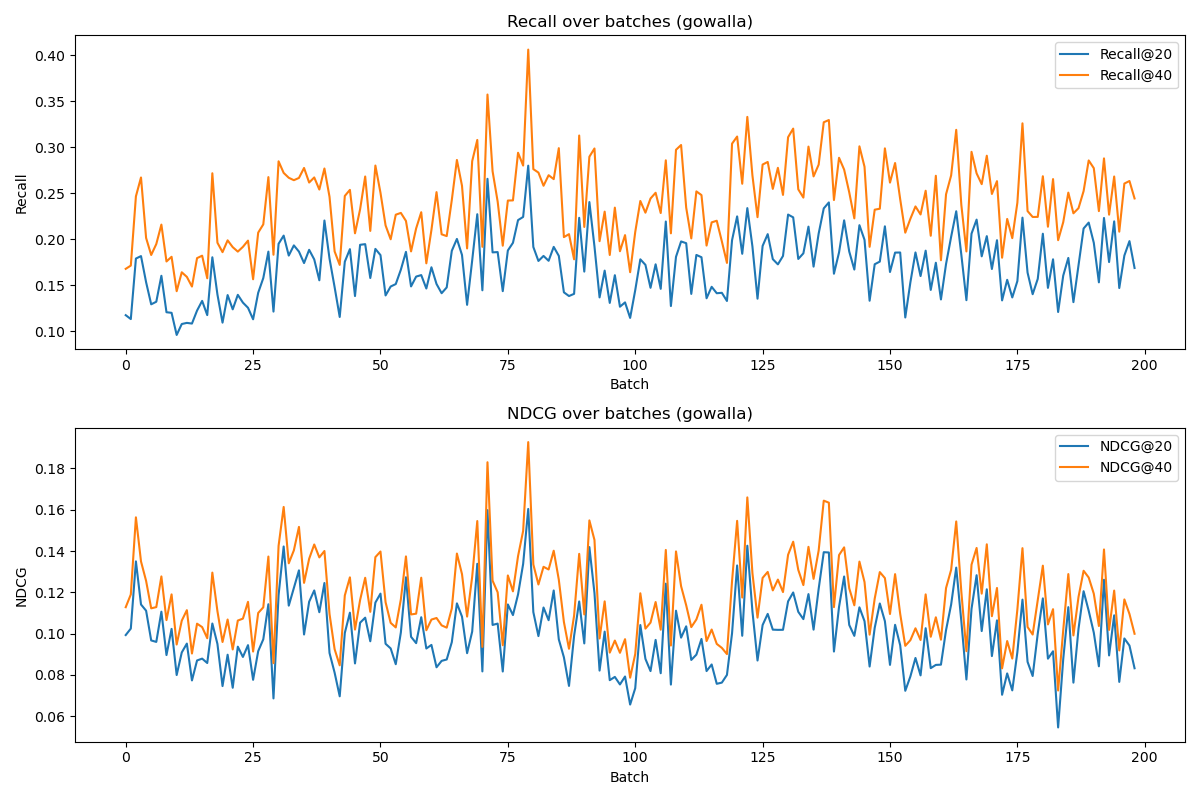 Recall over batches (gowalla)
Recall@20
Recall@40
0.40
0.35
0.30
0.25
0.20
0.15
0.10
Recall
0 25 50 75 100 125 150 175 200
Batch
NDCG over batches (gowalla)
NDCG@20
NDCG@40
0.18
0.16
0.14
0.12
0.10
0.08
0.06
NDCG
0 25 50 75 100 125 150 175 200
Batch